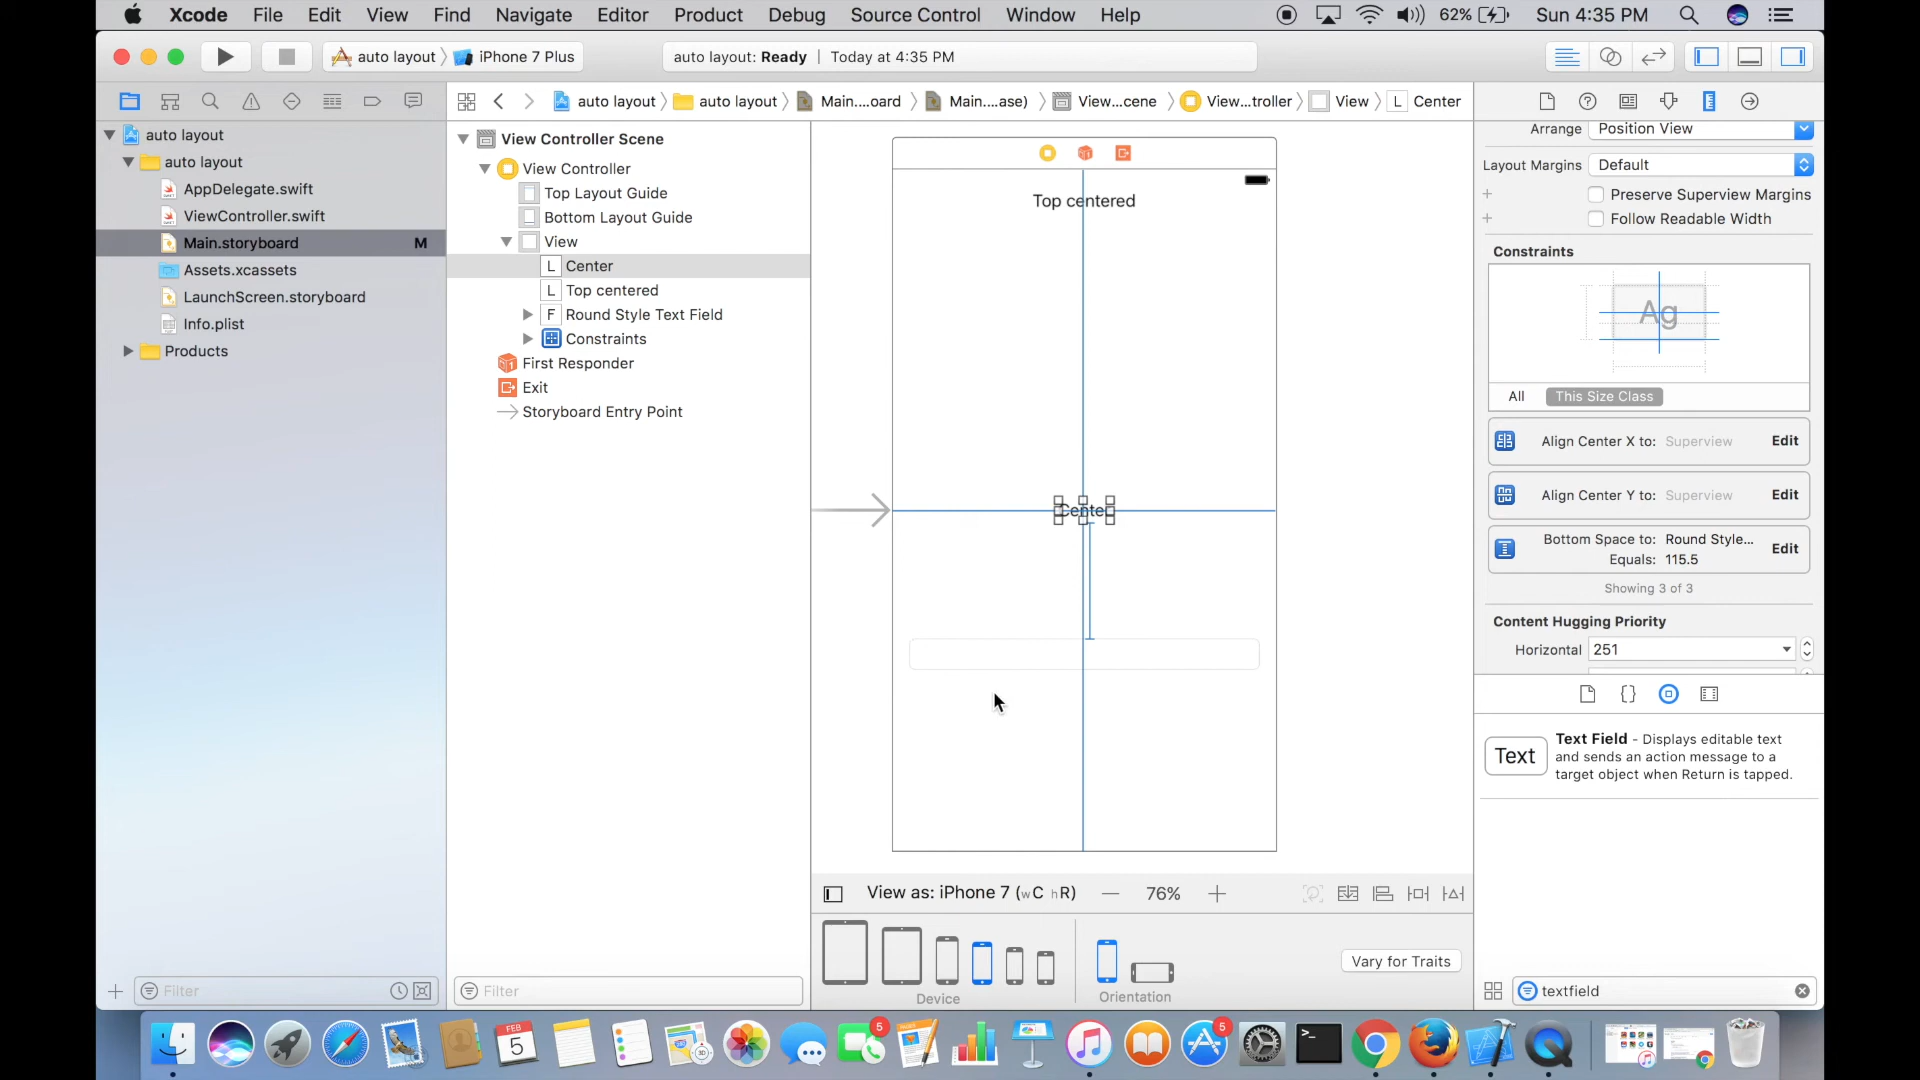 Xcode File Edit View Find Navigate Editor Product Debug Source Control Window Help 62% Sun 4:35 PM
auto layout iPhone 7 Plus auto layout: Ready | Today at 4:35 PM
auto layout auto layout Main....oard Main....ase) View...cene View...troller View L Center
auto layout
auto layout
AppDelegate.swift
ViewController.swift
Main.storyboard M
Assets.xcassets
LaunchScreen.storyboard
Info.plist
Products
Filter
View Controller Scene
View Controller
Top Layout Guide
Bottom Layout Guide
View
L Center
L Top centered
F Round Style Text Field
Constraints
First Responder
Exit
Storyboard Entry Point
Filter
Top centered
Center
View as: iPhone 7 (wC hR) 76%
Device
Orientation
Vary for Traits
Arrange Position View
Layout Margins Default
Preserve Superview Margins
Follow Readable Width
Constraints
Ag
All This Size Class
Align Center X to: Superview Edit
Align Center Y to: Superview Edit
Bottom Space to: Round Style... Edit
Equals: 115.5
Showing 3 of 3
Content Hugging Priority
Horizontal 251
Text
Text Field - Displays editable text
and sends an action message to a
target object when Return is tapped.
textfield
FEB
5
5
5